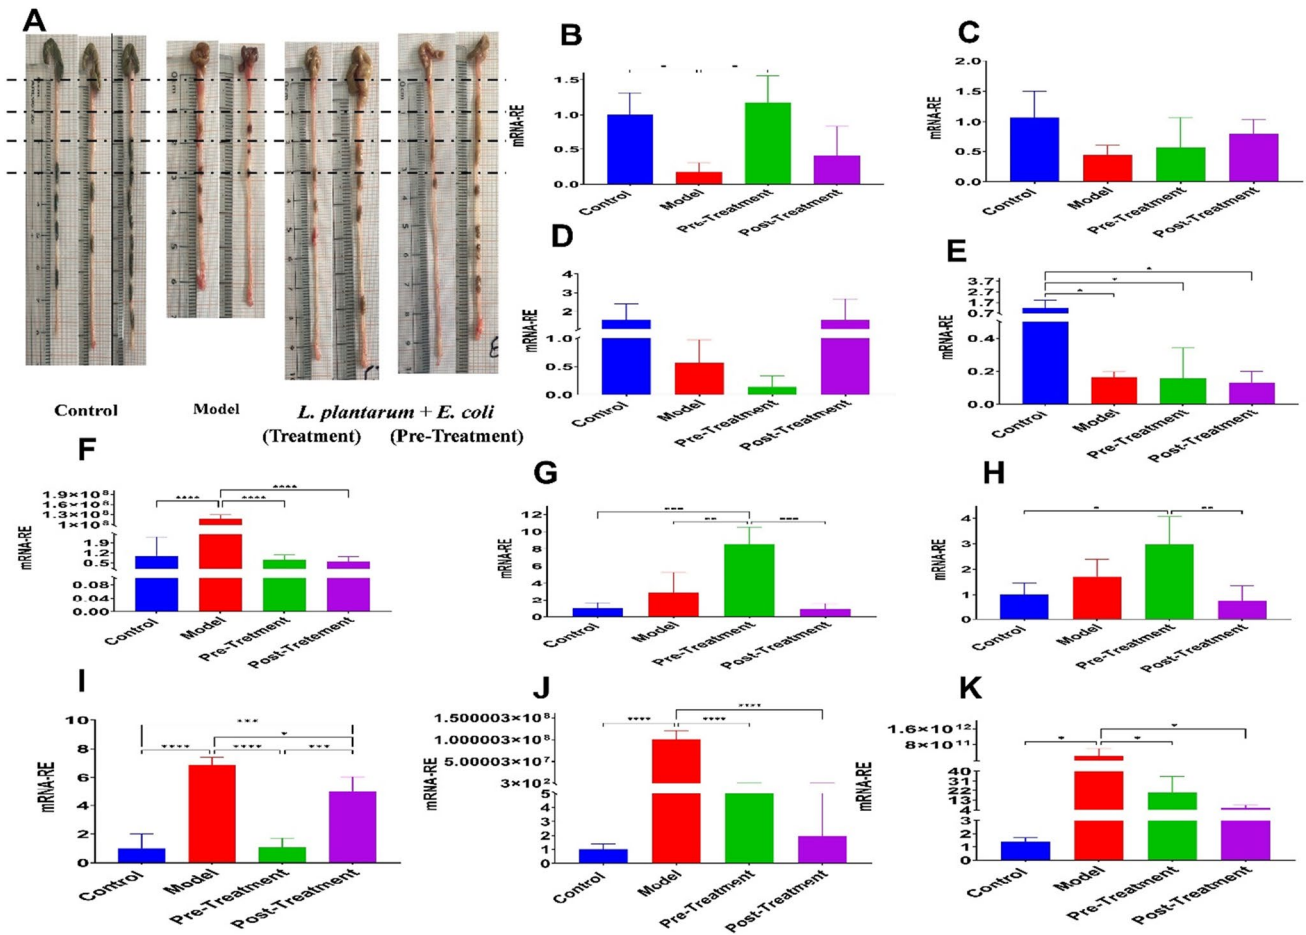 A
Control
Model
L. plantarum + E. coli
(Treatment) (Pre-Treatment)
B
mRNA-RE
1.5
1.0
0.5
0.0
Control
Model
Pre-Treatment
Post-Treatment
C
mRNA-RE
2.0
1.5
1.0
0.5
0.0
Control
Model
Pre-Treatment
Post-Treatment
D
mRNA-RE
4
3
2
1
1.0
0.5
0.0
Control
Model
Pre-Treatment
Post-Treatment
E
mRNA-RE
3.7
2.7
1.7
0.7
0.4
0.2
0.0
Control
Model
Pre-Treatment
Post-Treatment
F
mRNA-RE
1.9×10⁸
1.6×10⁸
1.3×10⁸
1×10⁸
1.9
1.2
0.5
0.08
0.04
0.00
****
****
****
Control
Model
Pre-Tretment
Post-Tretement
G
mRNA-RE
12
10
8
6
4
2
0
***
**
***
Control
Model
Pre-Treatment
Post-Treatment
H
mRNA-RE
4
3
2
1
0
*
**
Control
Model
Pre-Treatment
Post-Treatment
I
mRNA-RE
10
8
6
4
2
0
***
*
****
****
***
Control
Model
Pre-Treatment
Post-Treatment
J
mRNA-RE
1.500003×10⁸
1.000003×10⁸
5.00003×10⁷
3×10²
5
4
3
2
1
0
****
****
****
Control
Model
Pre-Treatment
Post-Treatment
K
mRNA-RE
1.6×10¹²
8×10¹¹
40
31
22
13
4
3
2
1
0
*
*
*
Control
Model
Pre-Treatment
Post-Treatment